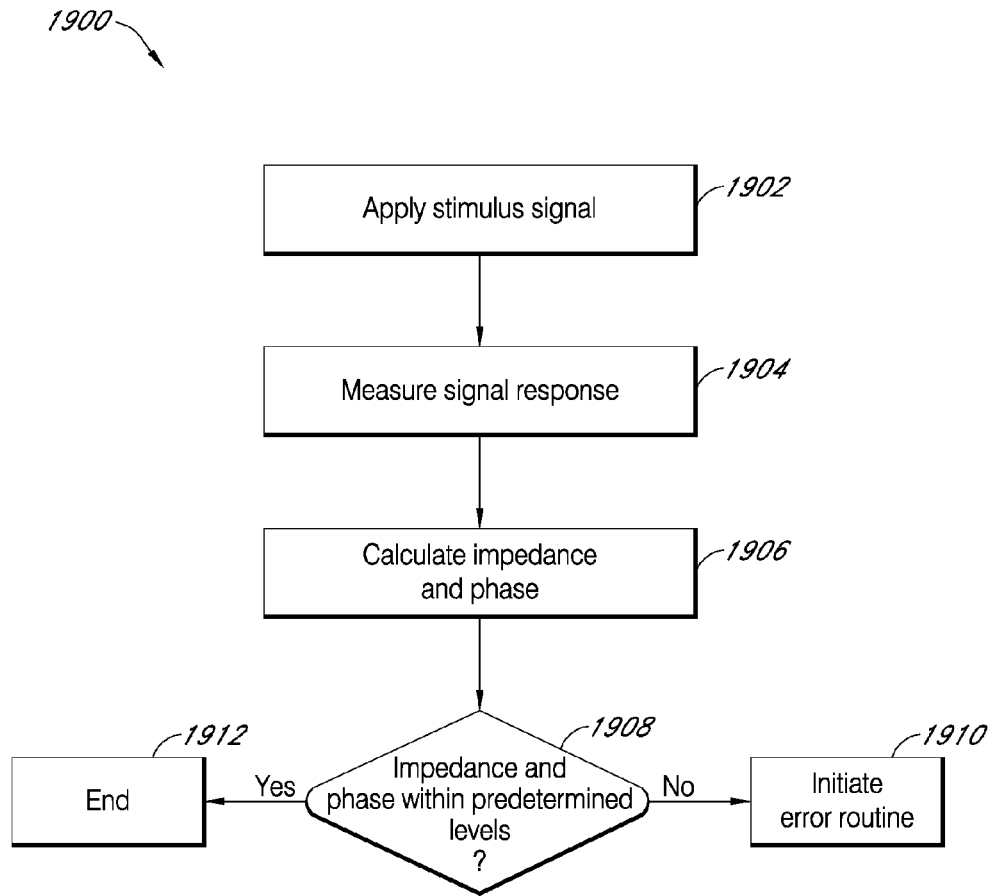 1900
Apply stimulus signal
1902
Measure signal response
1904
Calculate impedance
and phase
1906
1908
Impedance and
phase within predetermined
levels
?
Yes
1912
End
No
1910
Initiate
error routine